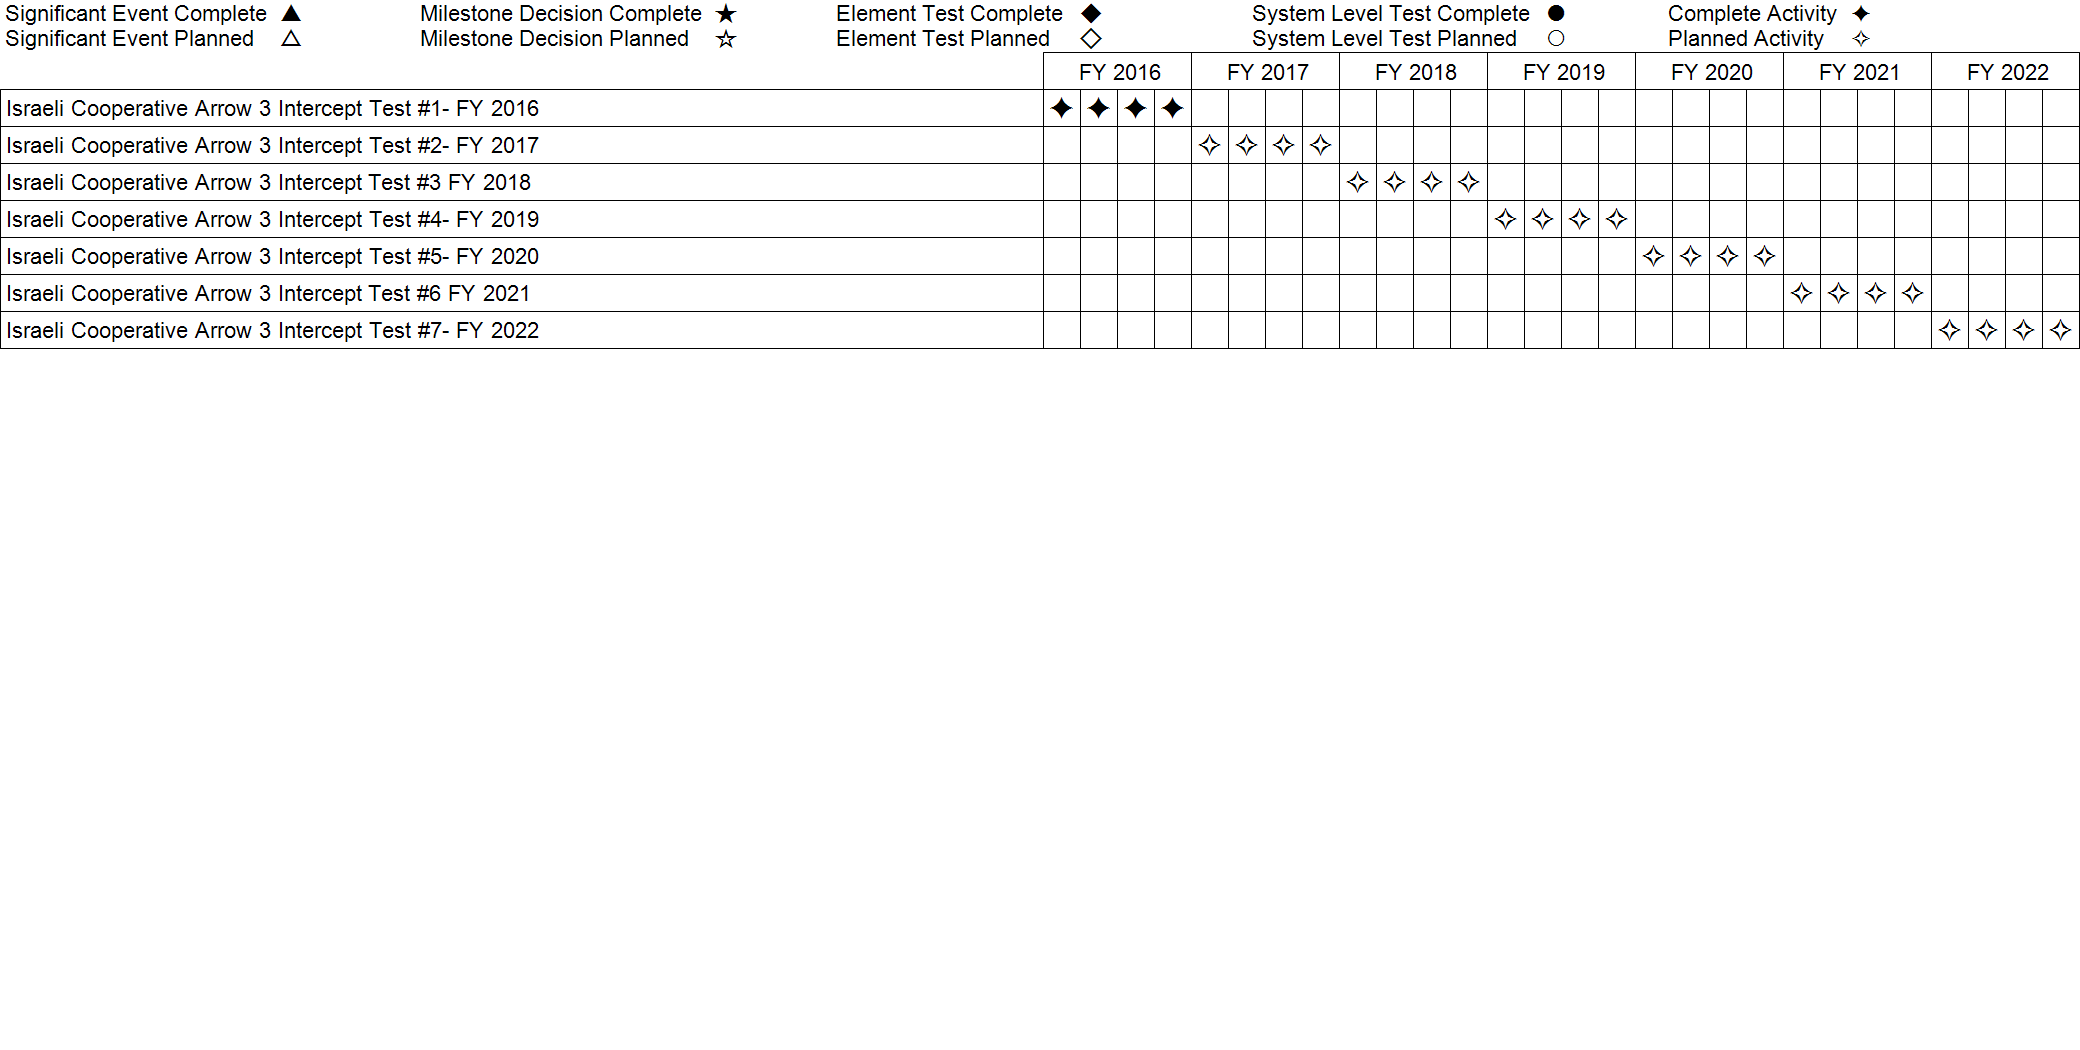 Significant Event Complete ▲ Milestone Decision Complete ★ Element Test Complete ◆ System Level Test Complete ● Complete Activity ✦
Significant Event Planned △ Milestone Decision Planned ☆ Element Test Planned ◇ System Level Test Planned ○ Planned Activity ✧
FY 2016 FY 2017 FY 2018 FY 2019 FY 2020 FY 2021 FY 2022
Israeli Cooperative Arrow 3 Intercept Test #1- FY 2016 ✦ ✦ ✦ ✦
Israeli Cooperative Arrow 3 Intercept Test #2- FY 2017 ✧ ✧ ✧ ✧
Israeli Cooperative Arrow 3 Intercept Test #3 FY 2018 ✧ ✧ ✧ ✧
Israeli Cooperative Arrow 3 Intercept Test #4- FY 2019 ✧ ✧ ✧ ✧
Israeli Cooperative Arrow 3 Intercept Test #5- FY 2020 ✧ ✧ ✧ ✧
Israeli Cooperative Arrow 3 Intercept Test #6 FY 2021 ✧ ✧ ✧ ✧
Israeli Cooperative Arrow 3 Intercept Test #7- FY 2022 ✧ ✧ ✧ ✧